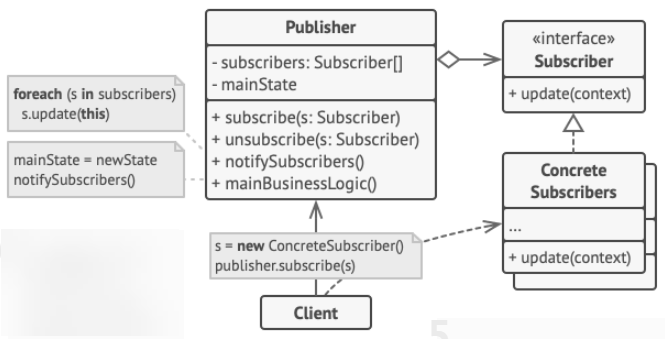 Publisher
- subscribers: Subscriber[]
- mainState
+ subscribe(s: Subscriber)
+ unsubscribe(s: Subscriber)
+ notifySubscribers()
+ mainBusinessLogic()
«interface»
Subscriber
+ update(context)
foreach (s in subscribers)
s.update(this)
mainState = newState
notifySubscribers()
Concrete
Subscribers
...
+ update(context)
s = new ConcreteSubscriber()
publisher.subscribe(s)
Client
5